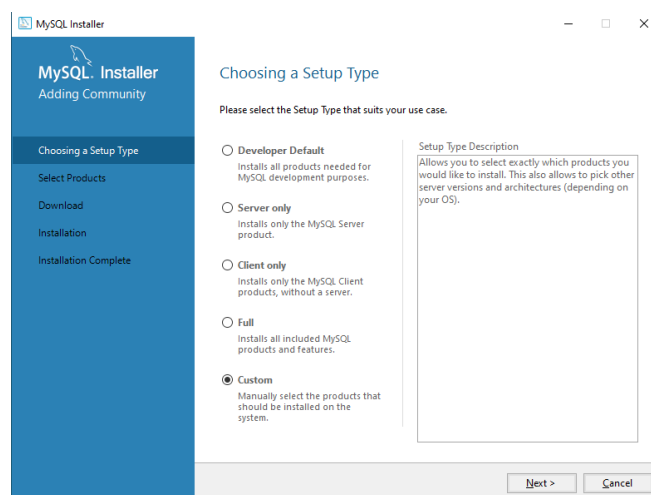 MySQL Installer
MySQL. Installer
Adding Community
Choosing a Setup Type
Select Products
Download
Installation
Installation Complete
Choosing a Setup Type
Please select the Setup Type that suits your use case.
Developer Default
Installs all products needed for
MySQL development purposes.
Server only
Installs only the MySQL Server
product.
Client only
Installs only the MySQL Client
products, without a server.
Full
Installs all included MySQL
products and features.
Custom
Manually select the products that
should be installed on the
system.
Setup Type Description
Allows you to select exactly which products you
would like to install. This also allows to pick other
server versions and architectures (depending on
your OS).
Next >
Cancel